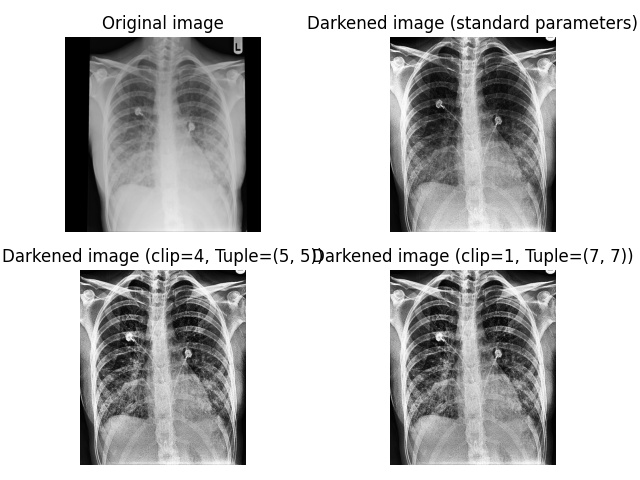 Original image
Darkened image (standard parameters)
L
Darkened image (clip=4, Tuple=(5, 5))
Darkened image (clip=1, Tuple=(7, 7))